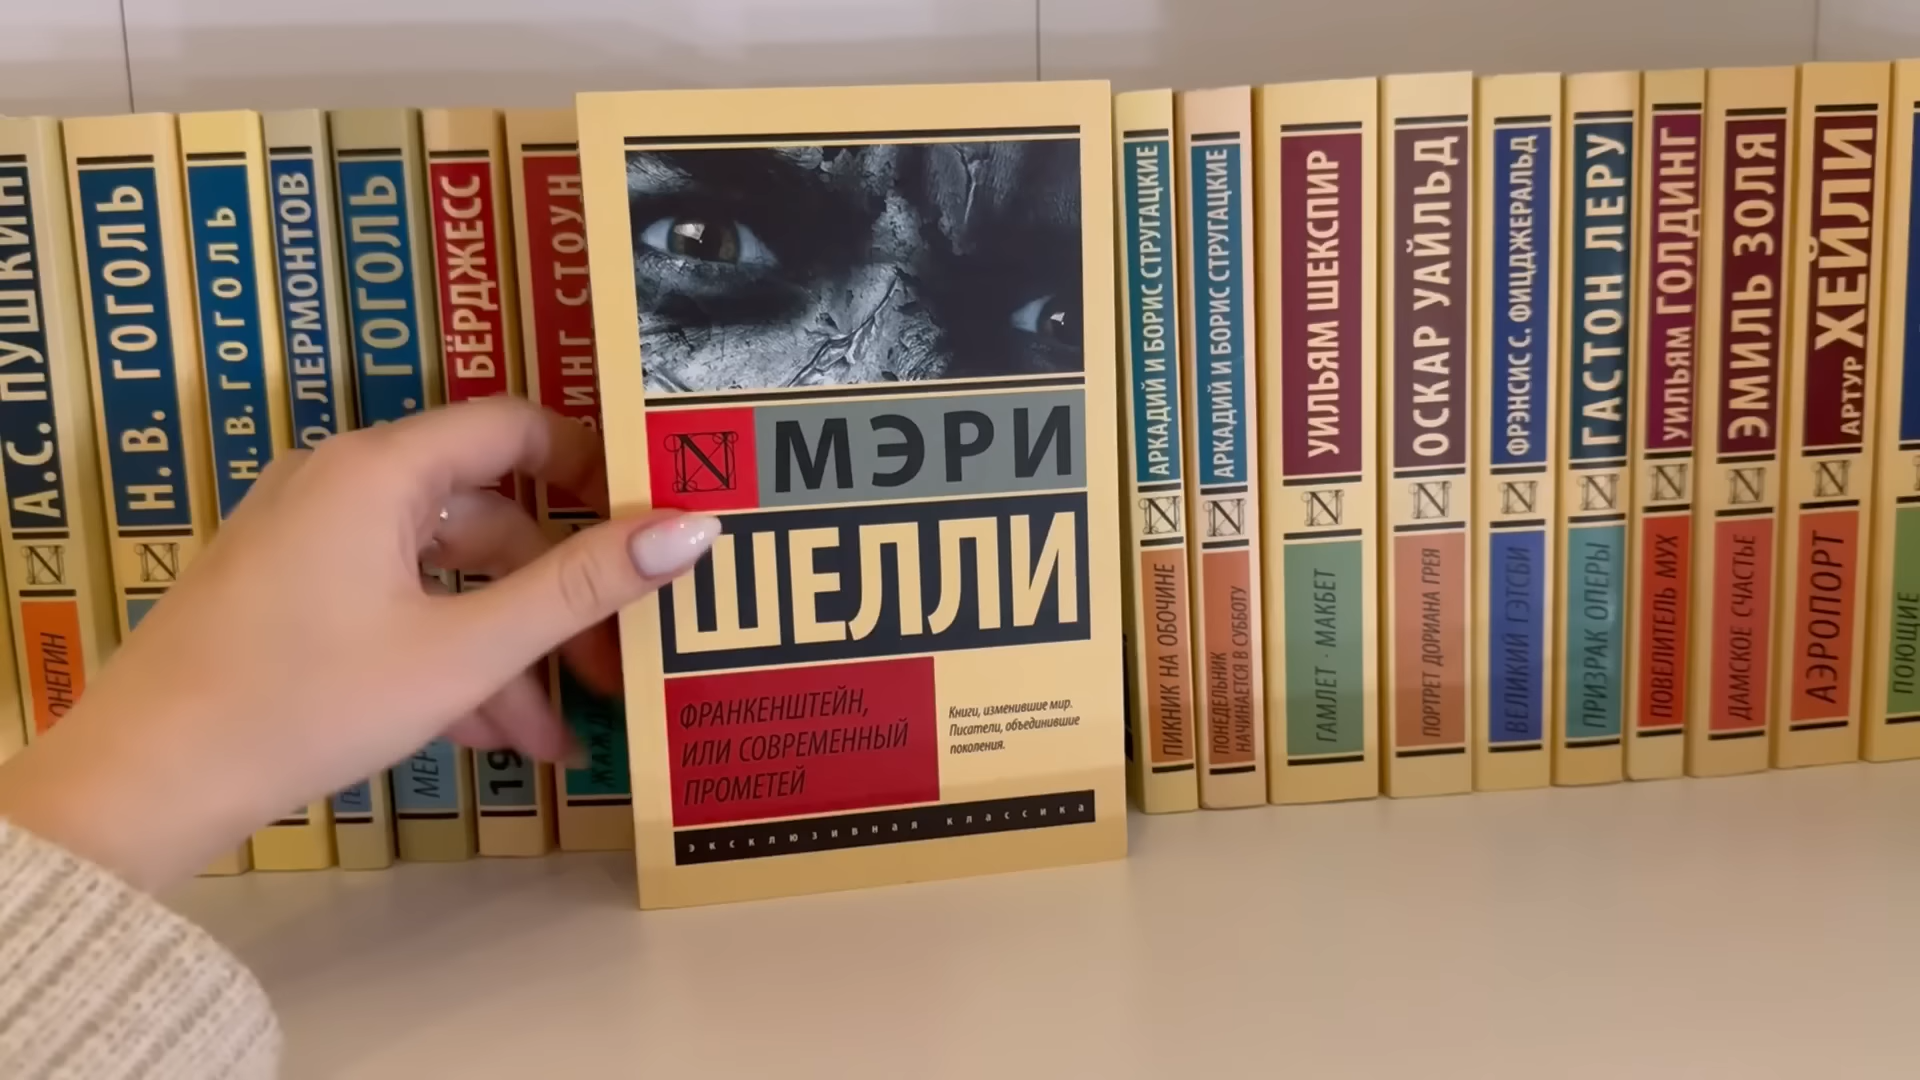 А.С. ПУШКИН
ОНЕГИН
Н. В. ГОГОЛЬ
Н. В. ГОГОЛЬ
Ю. ЛЕРМОНТОВ
ГОГОЛЬ
БЁРДЖЕСС
СТОУН
N
МЭРИ
ШЕЛЛИ
ФРАНКЕНШТЕЙН,
ИЛИ СОВРЕМЕННЫЙ
ПРОМЕТЕЙ
Книги, изменившие мир.
Писатели, объединившие
поколения.
эксклюзивная классика
АРКАДИЙ И БОРИС СТРУГАЦКИЕ
N
ПИКНИК НА ОБОЧИНЕ
АРКАДИЙ И БОРИС СТРУГАЦКИЕ
N
ПОНЕДЕЛЬНИК
НАЧИНАЕТСЯ В СУББОТУ
УИЛЬЯМ ШЕКСПИР
N
ГАМЛЕТ · МАКБЕТ
ОСКАР УАЙЛЬД
N
ПОРТРЕТ ДОРИАНА ГРЕЯ
ФРЭНСИС С. ФИЦДЖЕРАЛЬД
N
ВЕЛИКИЙ ГЭТСБИ
ГАСТОН ЛЕРУ
N
ПРИЗРАК ОПЕРЫ
УИЛЬЯМ ГОЛДИНГ
N
ПОВЕЛИТЕЛЬ МУХ
ЭМИЛЬ ЗОЛЯ
N
ДАМСКОЕ СЧАСТЬЕ
АРТУР ХЕЙЛИ
N
АЭРОПОРТ
ПОЮЩИЕ